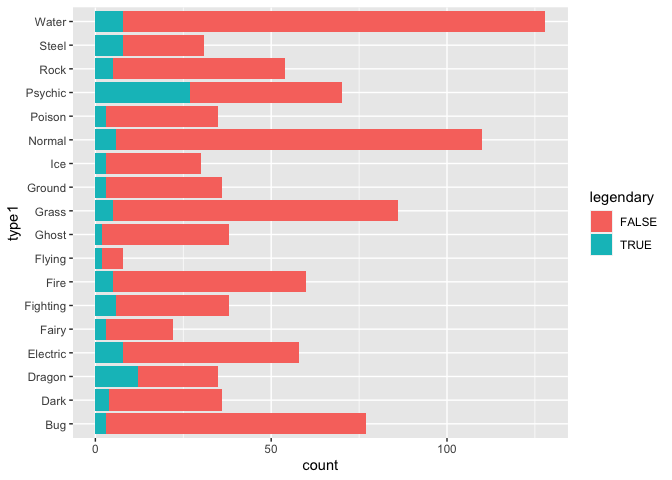 Water
Steel
Rock
Psychic
Poison
Normal
Ice
Ground
Grass
Ghost
Flying
Fire
Fighting
Fairy
Electric
Dragon
Dark
Bug
type1
0 50 100
count
legendary
FALSE
TRUE